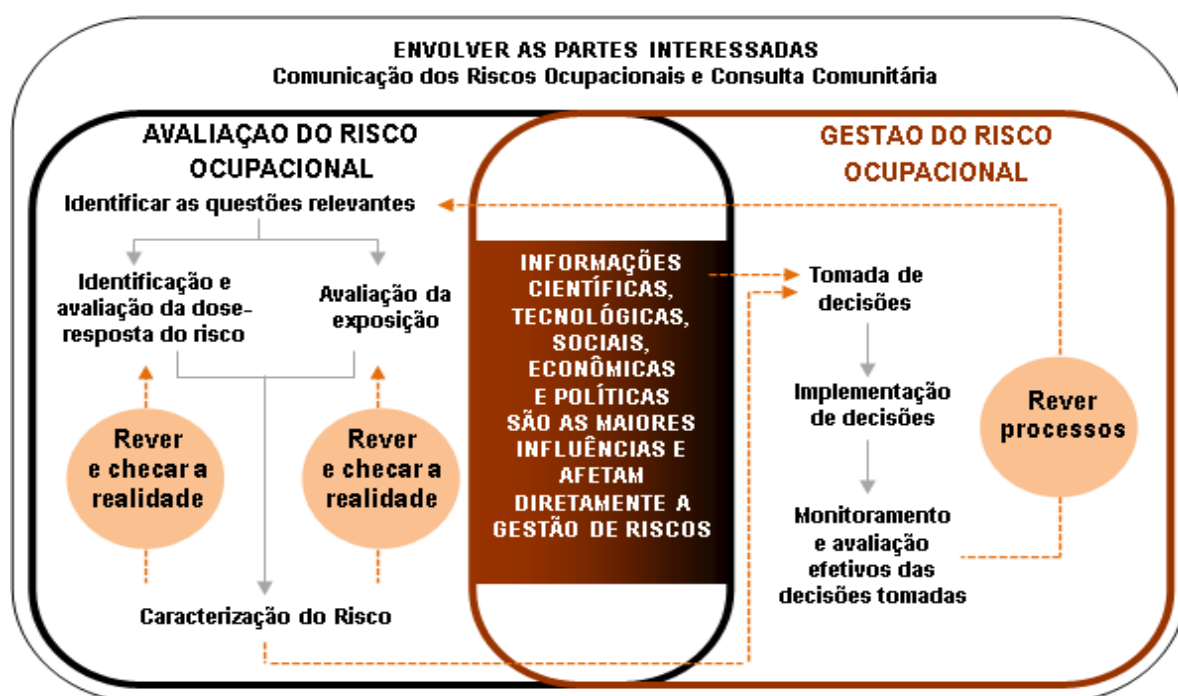 ENVOLVER AS PARTES INTERESSADAS
Comunicação dos Riscos Ocupacionais e Consulta Comunitária
AVALIAÇAO DO RISCO
OCUPACIONAL
Identificar as questões relevantes
Identificação e
avaliação da dose-
resposta do risco
Avaliação da
exposição
Rever
e checar a
realidade
Rever
e checar a
realidade
Caracterização do Risco
INFORMAÇÕES
CIENTÍFICAS,
TECNOLÓGICAS,
SOCIAIS,
ECONÔMICAS
E POLÍTICAS
SÃO AS MAIORES
INFLUÊNCIAS E
AFETAM
DIRETAMENTE A
GESTÃO DE RISCOS
GESTAO DO RISCO
OCUPACIONAL
Tomada de
decisões
Implementação
de decisões
Monitoramento
e avaliação
efetivos das
decisões tomadas
Rever
processos